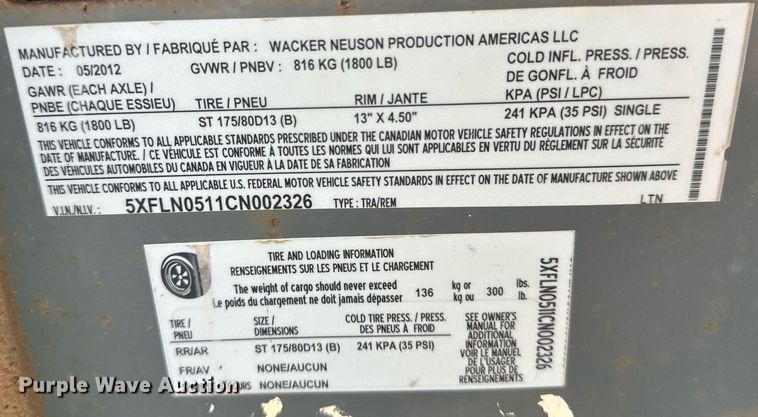 MANUFACTURED BY / FABRIQUÉ PAR : WACKER NEUSON PRODUCTION AMERICAS LLC
DATE : 05/2012 GVWR / PNBV : 816 KG (1800 LB) COLD INFL. PRESS. / PRESS.
GAWR (EACH AXLE) / DE GONFL. À FROID
PNBE (CHAQUE ESSIEU) TIRE / PNEU RIM / JANTE KPA (PSI / LPC)
816 KG (1800 LB) ST 175/80D13 (B) 13" X 4.50" 241 KPA (35 PSI) SINGLE
THIS VEHICLE CONFORMS TO ALL APPLICABLE STANDARDS PRESCRIBED UNDER THE CANADIAN MOTOR VEHICLE SAFETY REGULATIONS IN EFFECT ON THE
DATE OF MANUFACTURE. / CE VÉHICULE EST CONFORME À TOUTES LES NORMES QUI LUI SONT APPLICABLES EN VERTU DU RÈGLEMENT SUR LA SÉCURITÉ
DES VÉHICULES AUTOMOBILES DU CANADA EN VIGUEUR À LA DATE DE SA FABRICATION
THIS VEHICLE CONFORMS TO ALL APPLICABLE U.S. FEDERAL MOTOR VEHICLE SAFETY STANDARDS IN EFFECT ON THE DATE OF MANUFACTURE SHOWN ABOVE
V.I.N./N.I.V.: 5XFLN0511CN002326 TYPE : TRA/REM LTN
TIRE AND LOADING INFORMATION
RENSEIGNEMENTS SUR LES PNEUS ET LE CHARGEMENT
The weight of cargo should never exceed 136 kg or 300 lbs.
Le poids du chargement ne doit jamais dépasser kg ou lb.
TIRE / SIZE / COLD TIRE PRESS. / PRESS.
PNEU DIMENSIONS DES PNEUS À FROID
RR/AR ST 175/80D13 (B) 241 KPA (35 PSI)
FR/AV NONE/AUCUN
OURS NONE/AUCUN
SEE OWNER'S
MANUAL FOR
ADDITIONAL
INFORMATION
VOIR LE MANUEL
DE L'USAGER
POUR PLUS DE
RENSEIGNEMENTS
5XFLN0511CN002326
Purple Wave Auction